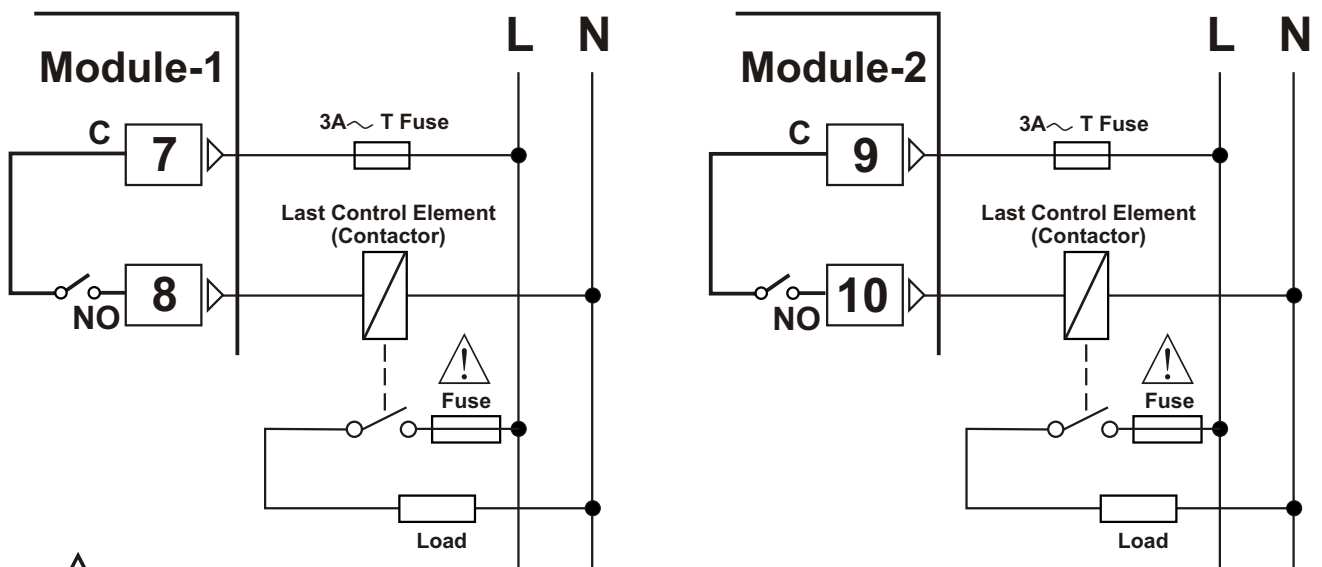 Module-1
L N
3A~ T Fuse
C
7
Last Control Element
(Contactor)
NO
8
!
Fuse
Load
Module-2
L N
3A~ T Fuse
C
9
Last Control Element
(Contactor)
NO
10
!
Fuse
Load